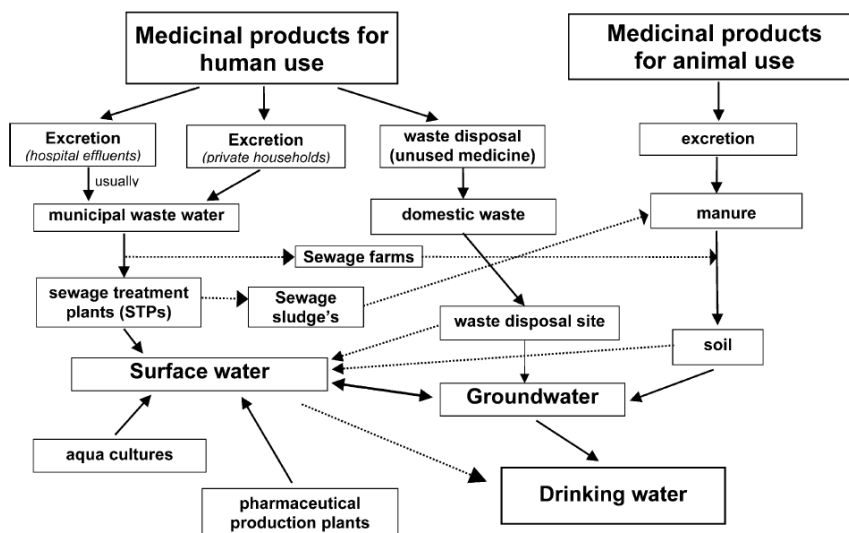 Medicinal products for
human use
Medicinal products
for animal use
Excretion
(hospital effluents)
Excretion
(private households)
waste disposal
(unused medicine)
excretion
usually
municipal waste water
domestic waste
manure
Sewage farms
sewage treatment
plants (STPs)
Sewage
sludge's
waste disposal site
soil
Surface water
Groundwater
aqua cultures
pharmaceutical
production plants
Drinking water